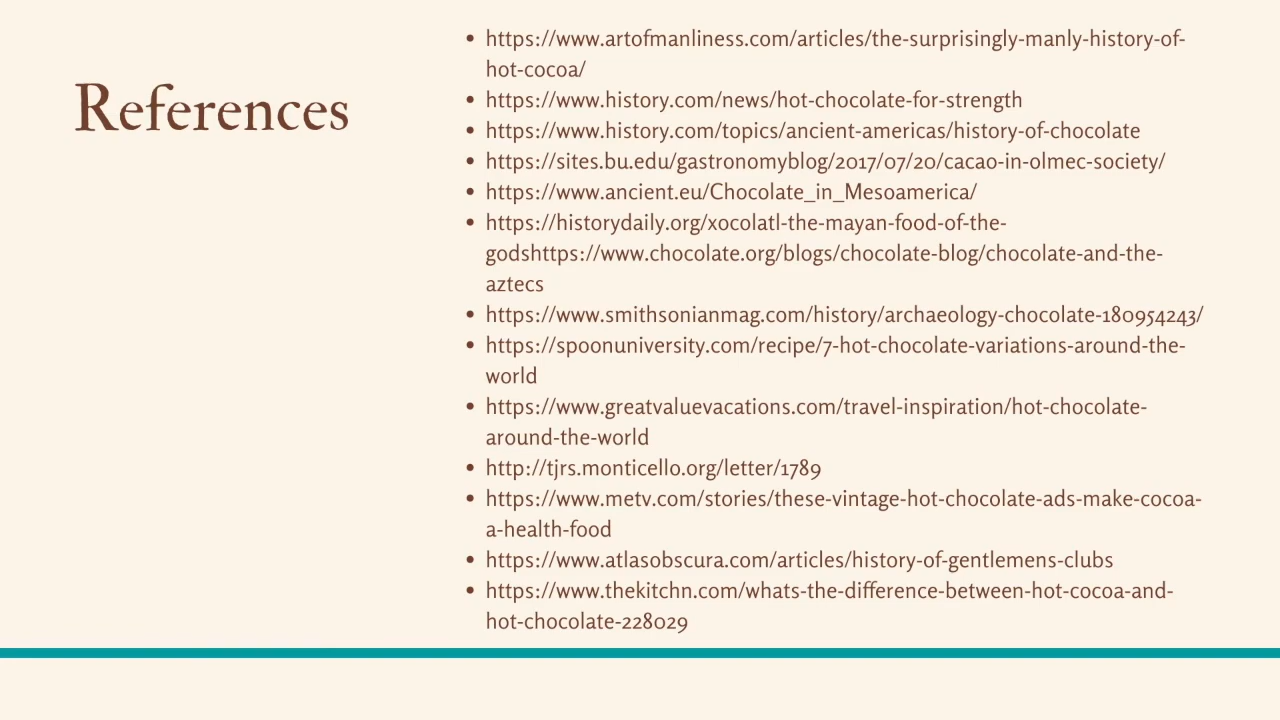 References
• https://www.artofmanliness.com/articles/the-surprisingly-manly-history-of-
hot-cocoa/
• https://www.history.com/news/hot-chocolate-for-strength
• https://www.history.com/topics/ancient-americas/history-of-chocolate
• https://sites.bu.edu/gastronomyblog/2017/07/20/cacao-in-olmec-society/
• https://www.ancient.eu/Chocolate_in_Mesoamerica/
• https://historydaily.org/xocolatl-the-mayan-food-of-the-
godshttps://www.chocolate.org/blogs/chocolate-blog/chocolate-and-the-
aztecs
• https://www.smithsonianmag.com/history/archaeology-chocolate-180954243/
• https://spoonuniversity.com/recipe/7-hot-chocolate-variations-around-the-
world
• https://www.greatvaluevacations.com/travel-inspiration/hot-chocolate-
around-the-world
• http://tjrs.monticello.org/letter/1789
• https://www.metv.com/stories/these-vintage-hot-chocolate-ads-make-cocoa-
a-health-food
• https://www.atlasobscura.com/articles/history-of-gentlemens-clubs
• https://www.thekitchn.com/whats-the-difference-between-hot-cocoa-and-
hot-chocolate-228029